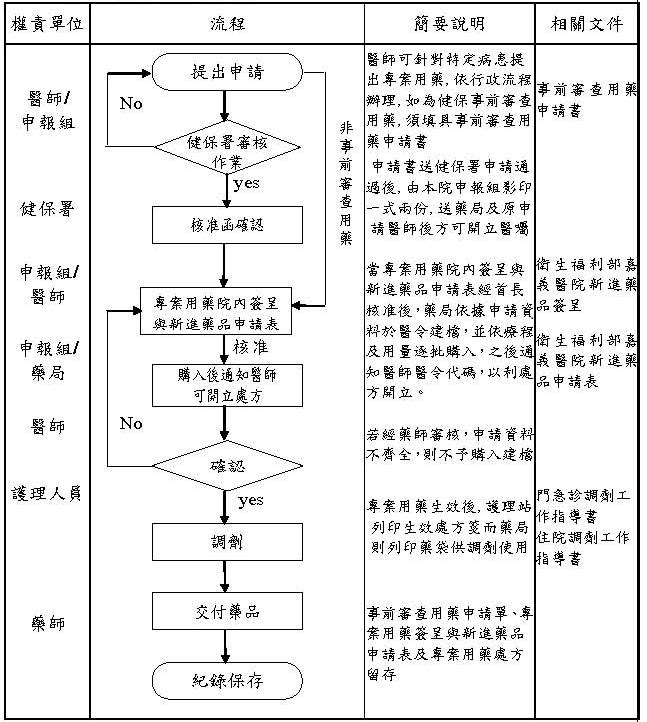 權責單位
流程
簡要說明
相關文件
醫師/
申報組
健保署
申報組/
醫師
申報組/
藥局
醫師
護理人員
藥師
提出申請
No
健保署審核
作業
yes
非事前審查用藥
核准函確認
專案用藥院內簽呈
與新進藥品申請表
核准
購入後通知醫師
可開立處方
No
確認
yes
調劑
交付藥品
紀錄保存
醫師可針對特定病患提
出專案用藥,依行政流程
辦理,如為健保事前審查
用藥,須填具事前審查用
藥申請書
申請書送健保署申請通
過後,由本院申報組影印
一式兩份,送藥局及原申
請醫師後方可開立醫囑
當專案用藥院內簽呈與
新進藥品申請表經首長
核准後,藥局依據申請資
料於醫令建檔,並依療程
及用量逐批購入,之後通
知醫師醫令代碼,以利處
方開立。
若經藥師審核,申請資料
不齊全,則不予購入建檔
專案用藥生效後,護理站
列印生效處方箋而藥局
則列印藥袋供調劑使用
事前審查用藥申請單、專
案用藥簽呈與新進藥品
申請表及專案用藥處方
留存
事前審查用藥
申請書
衛生福利部嘉
義醫院新進藥
品簽呈
衛生福利部嘉
義醫院新進藥
品申請表
門急診調劑工
作指導書
住院調劑工作
指導書